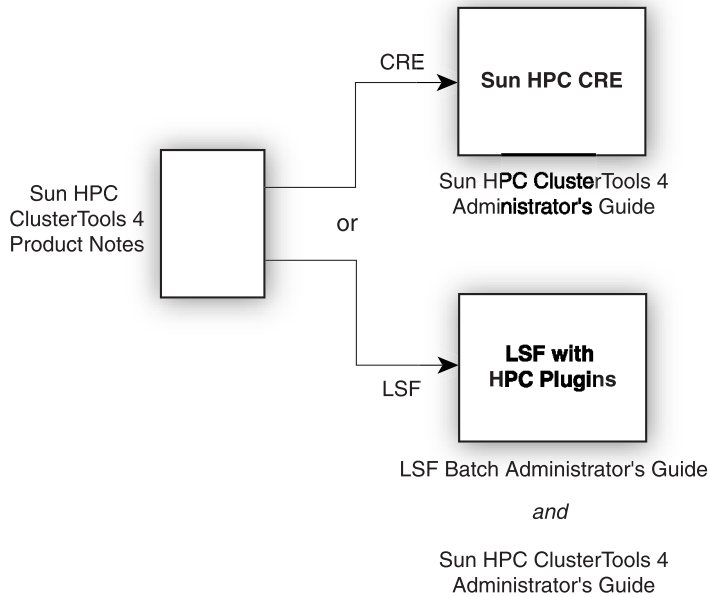 Sun HPC
ClusterTools 4
Product Notes
CRE
Sun HPC CRE
Sun HPC ClusterTools 4
Administrator's Guide
or
LSF
LSF with
HPC Plugins
LSF Batch Administrator's Guide
and
Sun HPC ClusterTools 4
Administrator's Guide